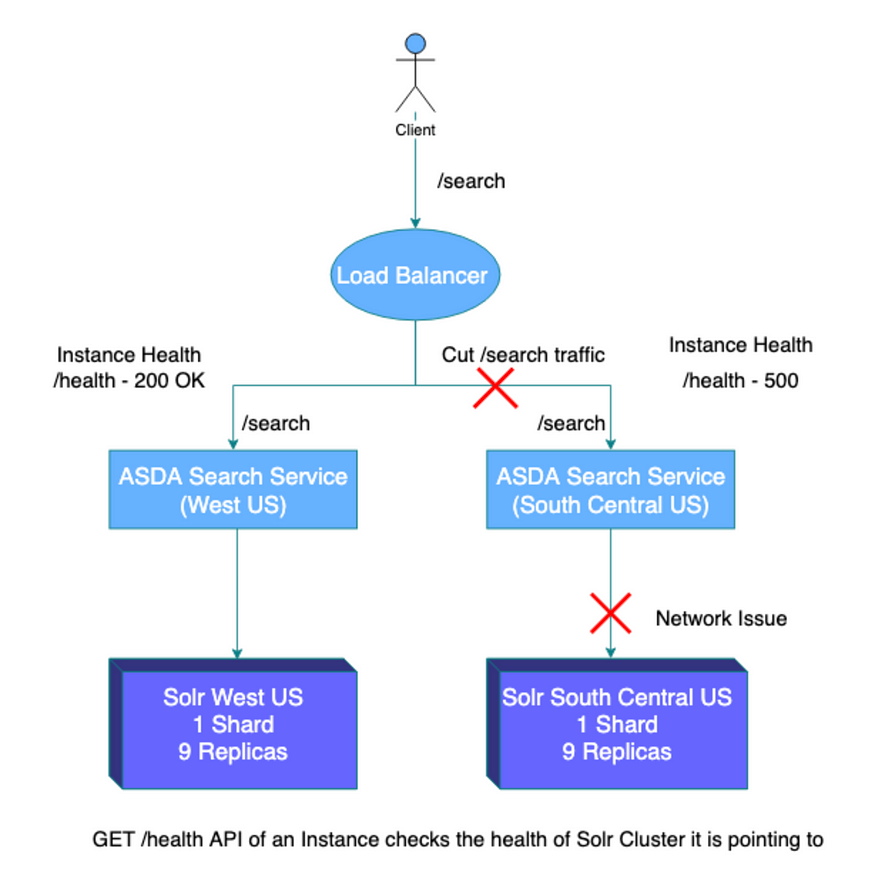 Client
/search
Load Balancer
Instance Health
/health - 200 OK
Cut /search traffic
Instance Health
/health - 500
/search
/search
ASDA Search Service
(West US)
ASDA Search Service
(South Central US)
Network Issue
Solr West US
1 Shard
9 Replicas
Solr South Central US
1 Shard
9 Replicas
GET /health API of an Instance checks the health of Solr Cluster it is pointing to